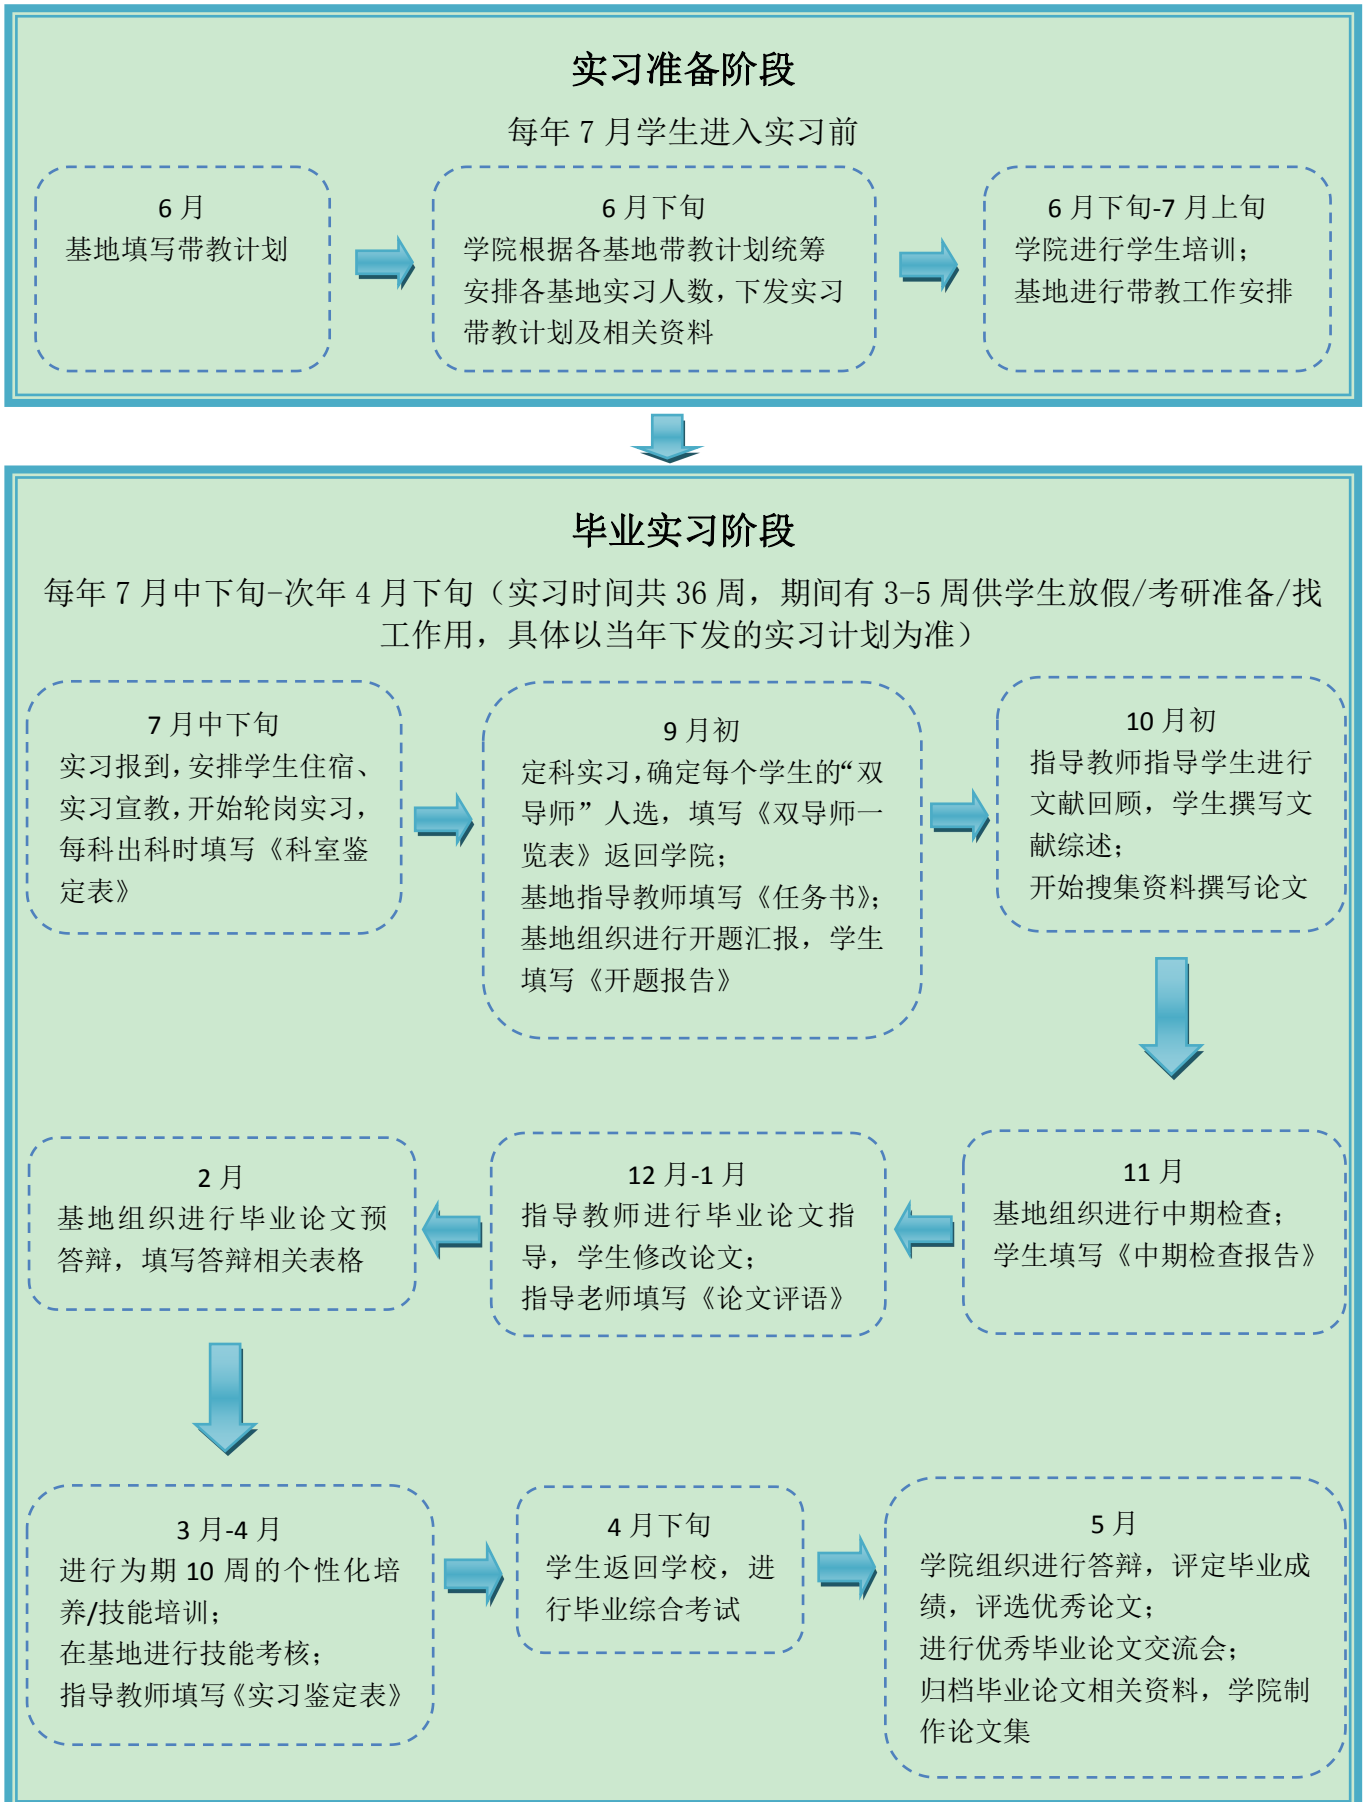 实习准备阶段
每年 7 月学生进入实习前
6 月
基地填写带教计划
6 月下旬
学院根据各基地带教计划统筹
安排各基地实习人数，下发实习
带教计划及相关资料
6 月下旬-7 月上旬
学院进行学生培训；
基地进行带教工作安排
毕业实习阶段
每年 7 月中下旬-次年 4 月下旬（实习时间共 36 周，期间有 3-5 周供学生放假/考研准备/找
工作用，具体以当年下发的实习计划为准）
7 月中下旬
实习报到，安排学生住宿、
实习宣教，开始轮岗实习，
每科出科时填写《科室鉴
定表》
9 月初
定科实习，确定每个学生的“双
导师”人选，填写《双导师一
览表》返回学院；
基地指导教师填写《任务书》；
基地组织进行开题汇报，学生
填写《开题报告》
10 月初
指导教师指导学生进行
文献回顾，学生撰写文
献综述；
开始搜集资料撰写论文
2 月
基地组织进行毕业论文预
答辩，填写答辩相关表格
12 月-1 月
指导教师进行毕业论文指
导，学生修改论文；
指导老师填写《论文评语》
11 月
基地组织进行中期检查；
学生填写《中期检查报告》
3 月-4 月
进行为期 10 周的个性化培
养/技能培训；
在基地进行技能考核；
指导教师填写《实习鉴定表》
4 月下旬
学生返回学校，进
行毕业综合考试
5 月
学院组织进行答辩，评定毕业成
绩，评选优秀论文；
进行优秀毕业论文交流会；
归档毕业论文相关资料，学院制
作论文集